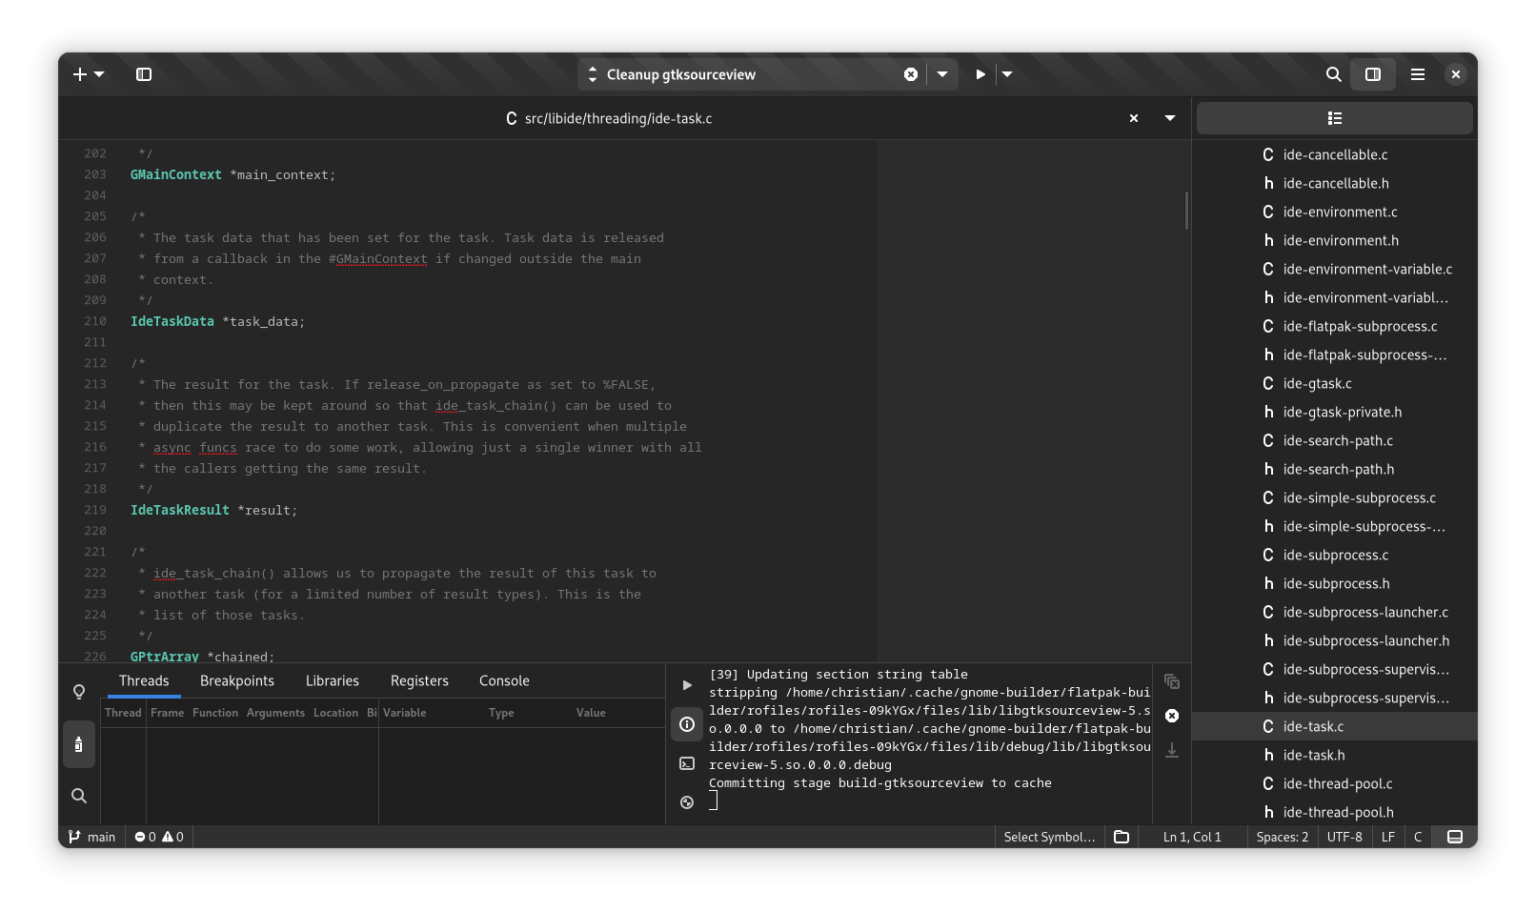 Cleanup gtksourceview
C src/libide/threading/ide-task.c
202 */
203 GMainContext *main_context;
204
205 /*
206 * The task data that has been set for the task. Task data is released
207 * from a callback in the #GMainContext if changed outside the main
208 * context.
209 */
210 IdeTaskData *task_data;
211
212 /*
213 * The result for the task. If release_on_propagate as set to %FALSE,
214 * then this may be kept around so that ide_task_chain() can be used to
215 * duplicate the result to another task. This is convenient when multiple
216 * async funcs race to do some work, allowing just a single winner with all
217 * the callers getting the same result.
218 */
219 IdeTaskResult *result;
220
221 /*
222 * ide_task_chain() allows us to propagate the result of this task to
223 * another task (for a limited number of result types). This is the
224 * list of those tasks.
225 */
226 GPtrArray *chained;
C ide-cancellable.c
h ide-cancellable.h
C ide-environment.c
h ide-environment.h
C ide-environment-variable.c
h ide-environment-variabl...
C ide-flatpak-subprocess.c
h ide-flatpak-subprocess-...
C ide-gtask.c
h ide-gtask-private.h
C ide-search-path.c
h ide-search-path.h
C ide-simple-subprocess.c
h ide-simple-subprocess-...
C ide-subprocess.c
h ide-subprocess.h
C ide-subprocess-launcher.c
h ide-subprocess-launcher.h
C ide-subprocess-supervis...
h ide-subprocess-supervis...
C ide-task.c
h ide-task.h
C ide-thread-pool.c
h ide-thread-pool.h
Threads Breakpoints Libraries Registers Console
Thread Frame Function Arguments Location Bi Variable Type Value
[39] Updating section string table
stripping /home/christian/.cache/gnome-builder/flatpak-bui
lder/rofiles/rofiles-09kYGx/files/lib/libgtksourceview-5.s
o.0.0.0 to /home/christian/.cache/gnome-builder/flatpak-bu
ilder/rofiles/rofiles-09kYGx/files/lib/debug/lib/libgtksou
rceview-5.so.0.0.0.debug
Committing stage build-gtksourceview to cache
main 0 0 Select Symbol... Ln 1, Col 1 Spaces: 2 UTF-8 LF C